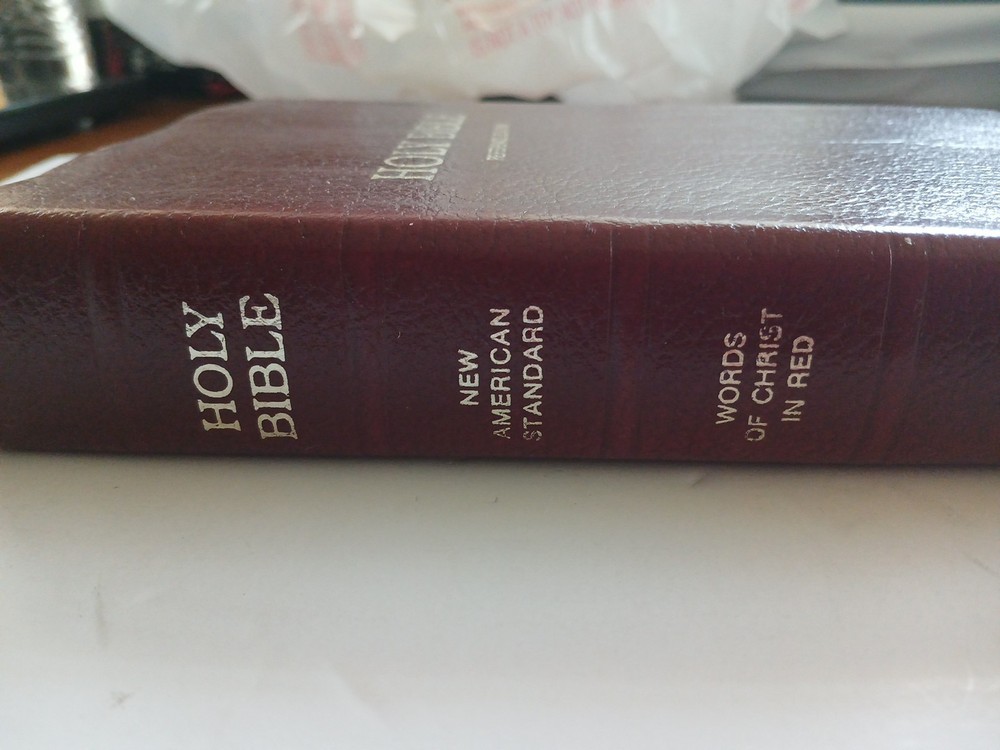 HOLY BIBLE
HOLY
BIBLE
NEW
AMERICAN
STANDARD
WORDS
OF CHRIST
IN RED